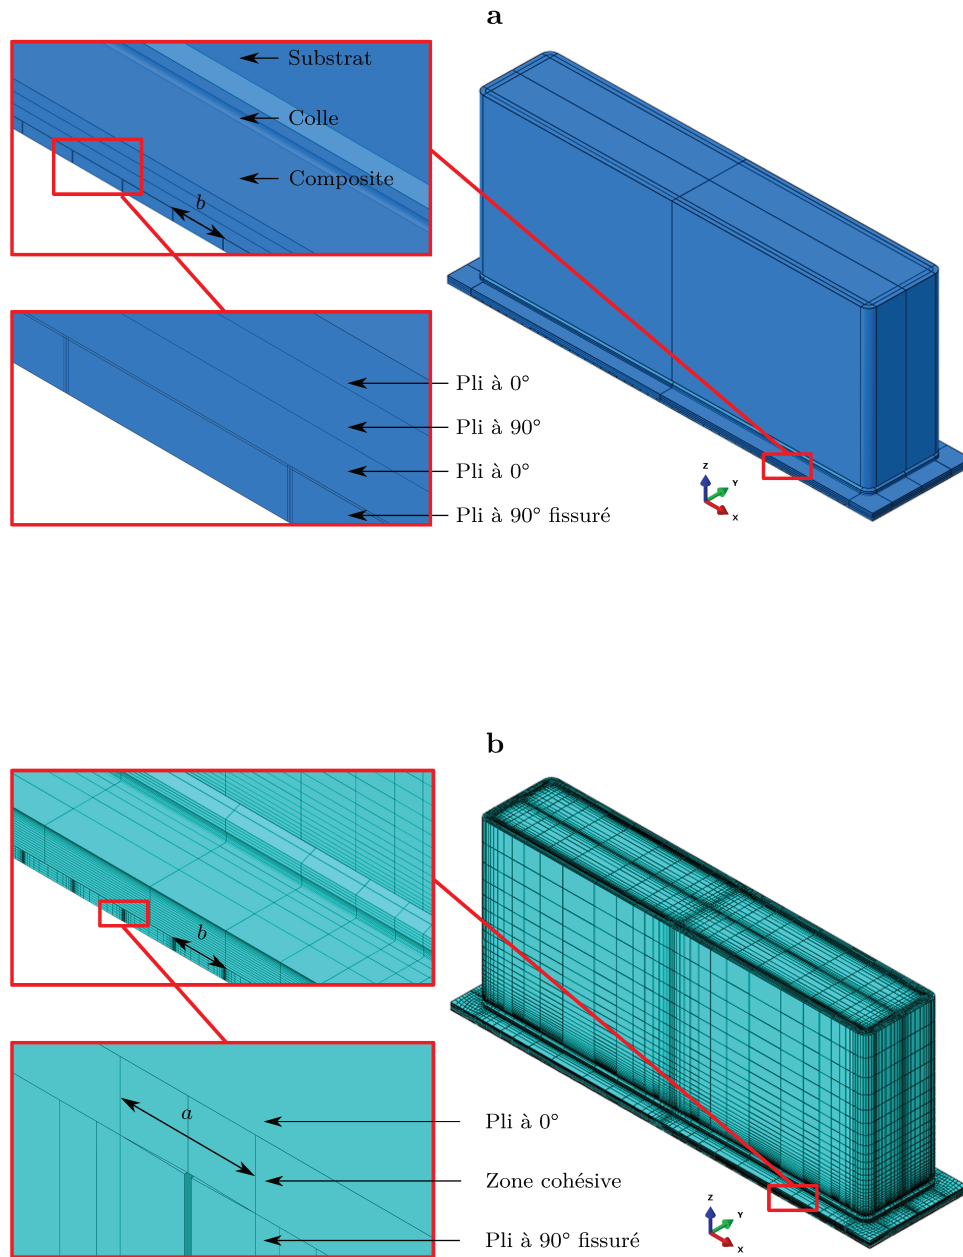 a
Substrat
Colle
Composite
b
Pli à 0°
Pli à 90°
Pli à 0°
Pli à 90° fissuré
Z
Y
X
b
b
a
Pli à 0°
Zone cohésive
Pli à 90° fissuré
Z
Y
X